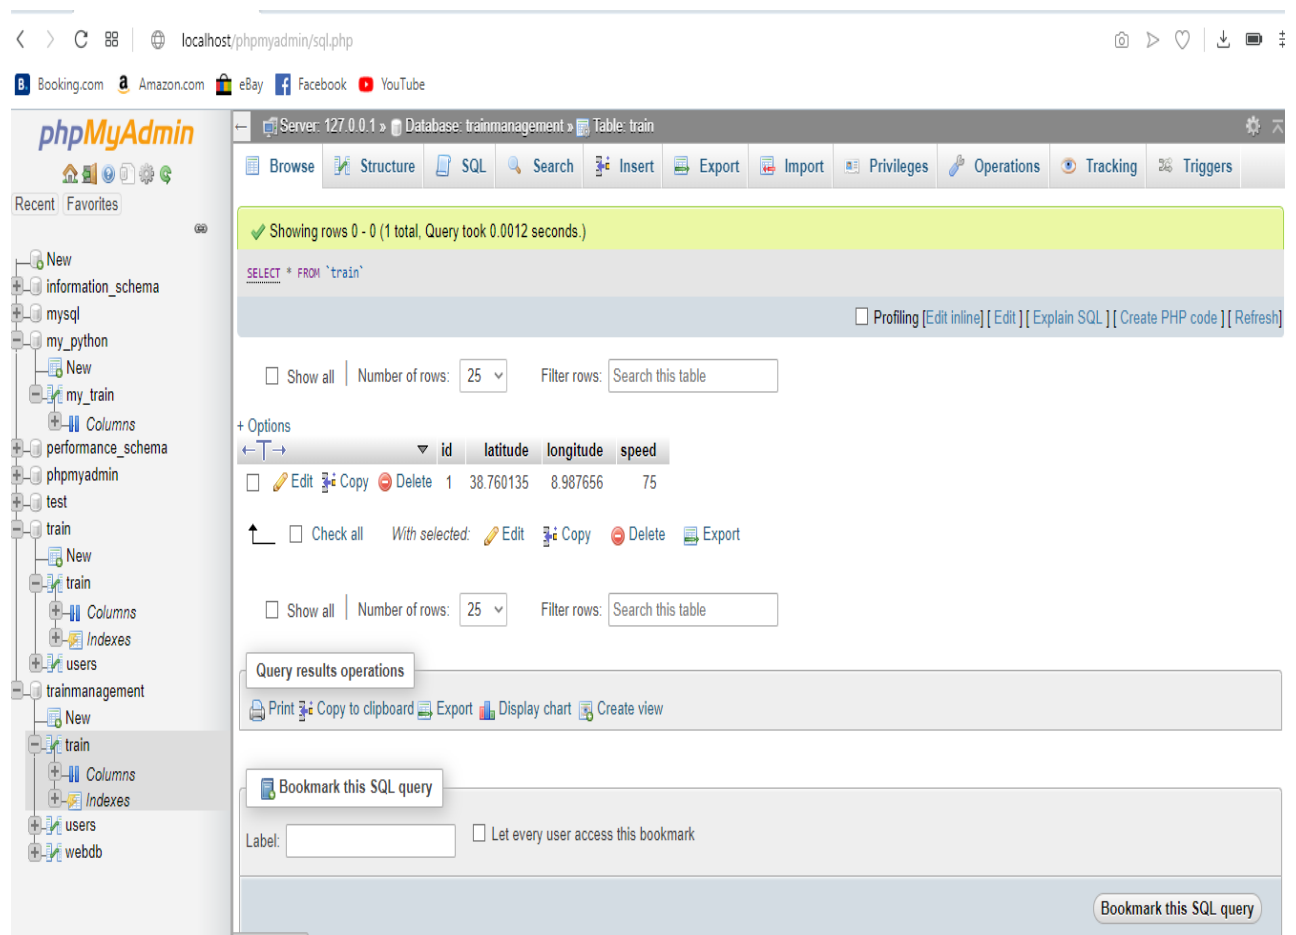 localhost/phpmyadmin/sql.php
B. Booking.com a Amazon.com eBay f Facebook YouTube
phpMyAdmin
Recent Favorites
New
information_schema
mysql
my_python
New
my_train
Columns
performance_schema
phpmyadmin
test
train
New
train
Columns
Indexes
users
trainmanagement
New
train
Columns
Indexes
users
webdb
Server: 127.0.0.1 » Database: trainmanagement » Table: train
Browse Structure SQL Search Insert Export Import Privileges Operations Tracking Triggers
Showing rows 0 - 0 (1 total, Query took 0.0012 seconds.)
SELECT * FROM `train`
Profiling [Edit inline] [ Edit ] [ Explain SQL ] [ Create PHP code ] [ Refresh]
Show all Number of rows: 25 Filter rows: Search this table
+ Options
←T→ id latitude longitude speed
Edit Copy Delete 1 38.760135 8.987656 75
Check all With selected: Edit Copy Delete Export
Show all Number of rows: 25 Filter rows: Search this table
Query results operations
Print Copy to clipboard Export Display chart Create view
Bookmark this SQL query
Label: Let every user access this bookmark
Bookmark this SQL query